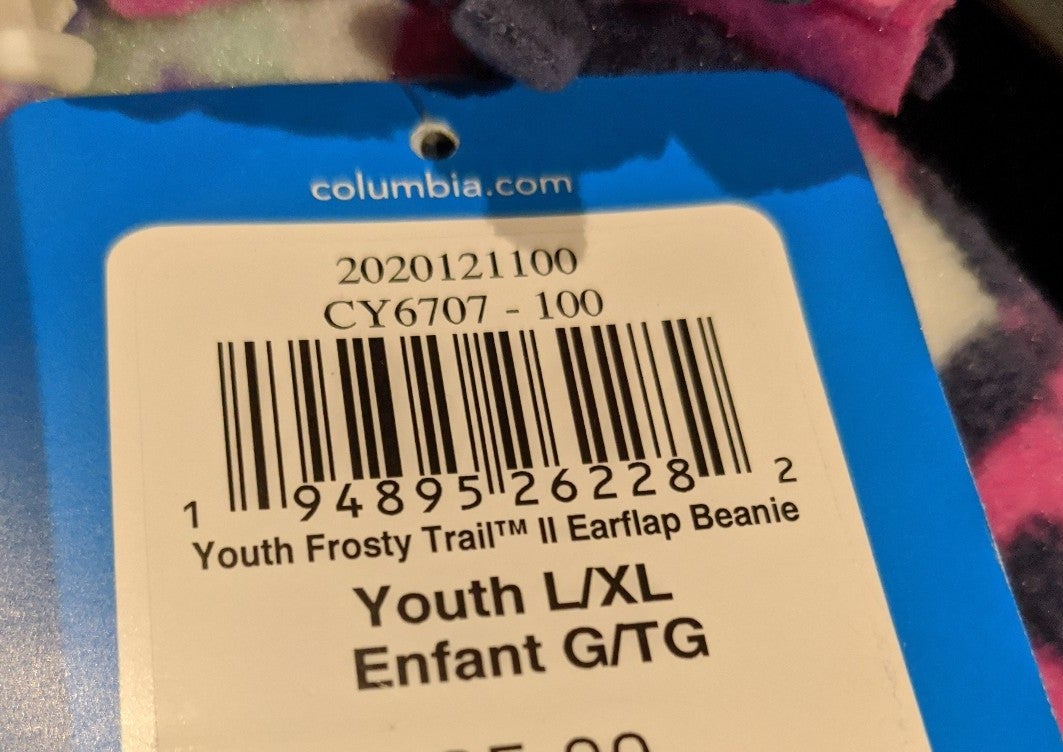 columbia.com
2020121100
CY6707 - 100
1 94895 26228 2
Youth Frosty Trail™ II Earflap Beanie
Youth L/XL
Enfant G/TG